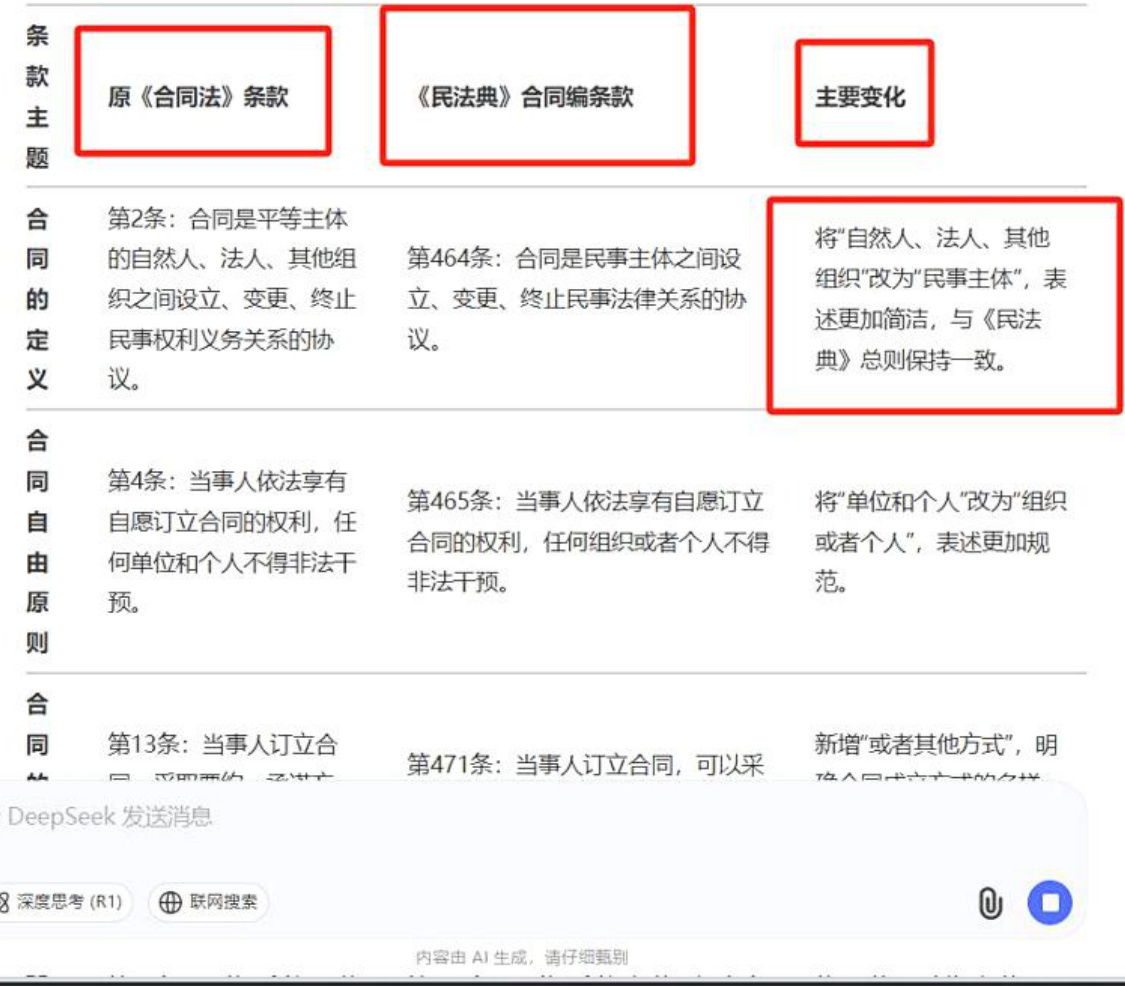 条
款
主
题
原《合同法》条款
《民法典》合同编条款
主要变化
合
同
的
定
义
第2条：合同是平等主体
的自然人、法人、其他组
织之间设立、变更、终止
民事权利义务关系的协
议。
第464条：合同是民事主体之间设
立、变更、终止民事法律关系的协
议。
将“自然人、法人、其他
组织”改为“民事主体”，表
述更加简洁，与《民法
典》总则保持一致。
合
同
自
由
原
则
第4条：当事人依法享有
自愿订立合同的权利，任
何单位和个人不得非法干
预。
第465条：当事人依法享有自愿订立
合同的权利，任何组织或者个人不得
非法干预。
将“单位和个人”改为“组织
或者个人”，表述更加规
范。
合
同
第13条：当事人订立合
第471条：当事人订立合同，可以采
新增“或者其他方式”，明
DeepSeek 发送消息
深度思考 (R1)
联网搜索
内容由 AI 生成，请仔细甄别